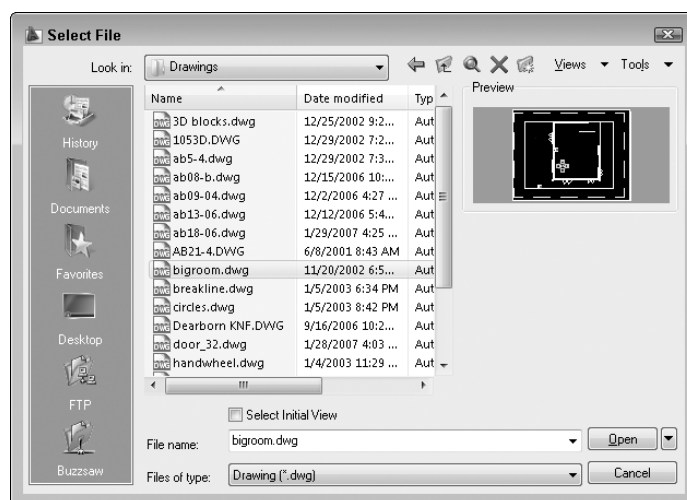 Select File
Look in: Drawings Views Tools
Name Date modified Typ Preview
3D blocks.dwg 12/25/2002 9:2... Aut
1053D.DWG 12/29/2002 7:2... Aut
ab5-4.dwg 12/29/2002 7:3... Aut
ab08-b.dwg 12/15/2006 10:... Aut
ab09-04.dwg 12/2/2006 4:27 ... Aut
ab13-06.dwg 12/12/2006 5:4... Aut
ab18-06.dwg 1/29/2007 4:25 ... Aut
AB21-4.DWG 6/8/2001 8:43 AM Aut
bigroom.dwg 11/20/2002 6:5... Aut
breakline.dwg 1/5/2003 6:34 PM Aut
circles.dwg 1/5/2003 8:42 PM Aut
Dearborn KNF.DWG 9/16/2006 10:2... Aut
door_32.dwg 1/28/2007 4:03 ... Aut
handwheel.dwg 1/4/2003 11:29 ... Aut
History
Documents
Favorites
Desktop
FTP
Buzzsaw
Select Initial View
File name: bigroom.dwg Open
Files of type: Drawing (*.dwg) Cancel